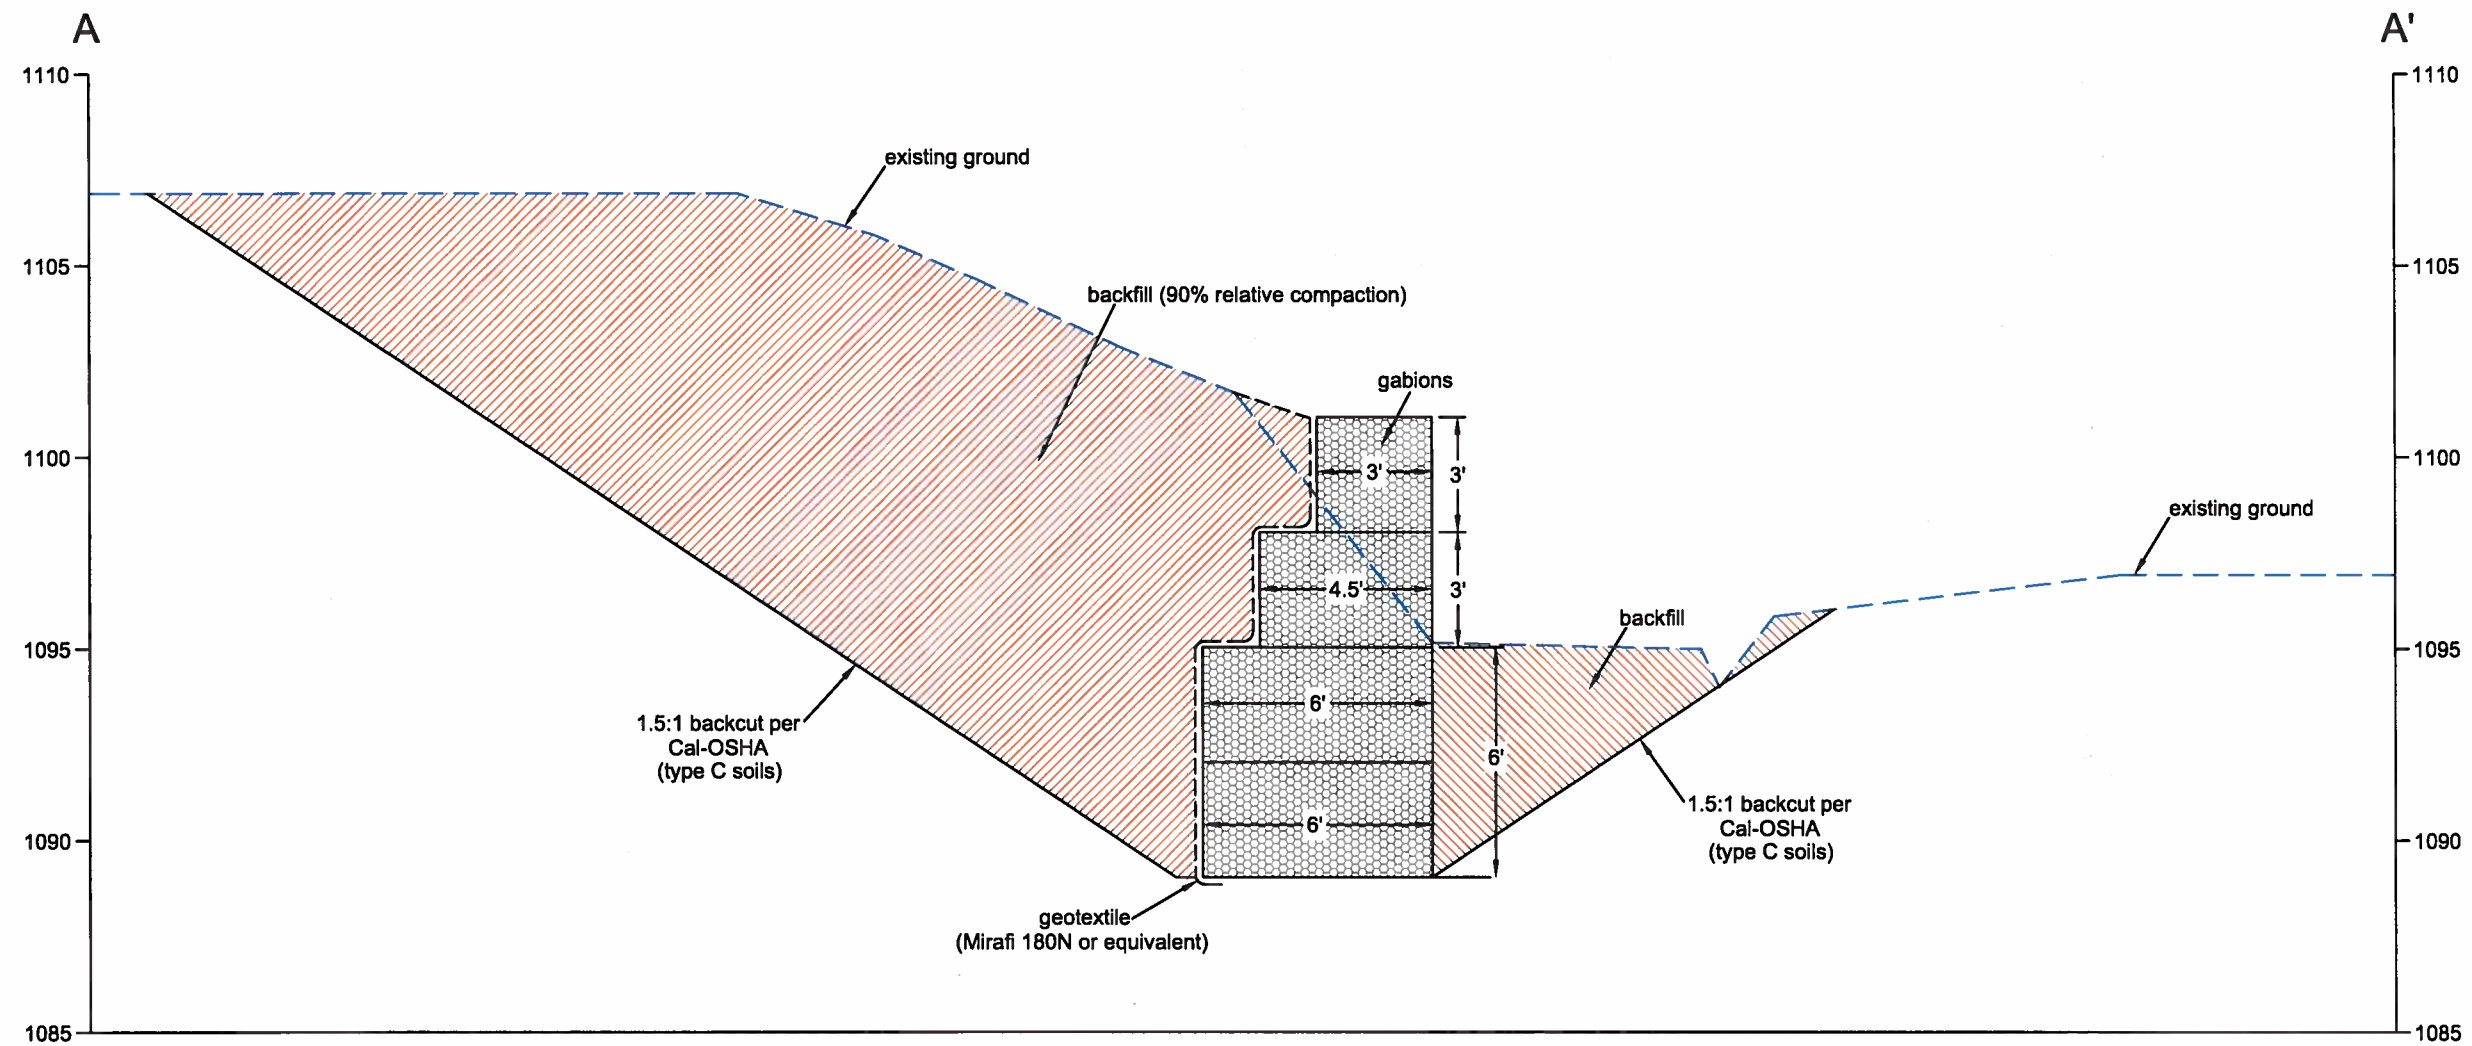 A
A'
1110
1110
existing ground
1105
1105
backfill (90% relative compaction)
gabions
1100
1100
3'
3'
existing ground
4.5'
3'
backfill
1095
1095
6'
1.5:1 backcut per
Cal-OSHA
(type C soils)
6'
1.5:1 backcut per
Cal-OSHA
(type C soils)
6'
1090
1090
geotextile
(Mirafi 180N or equivalent)
1085
1085